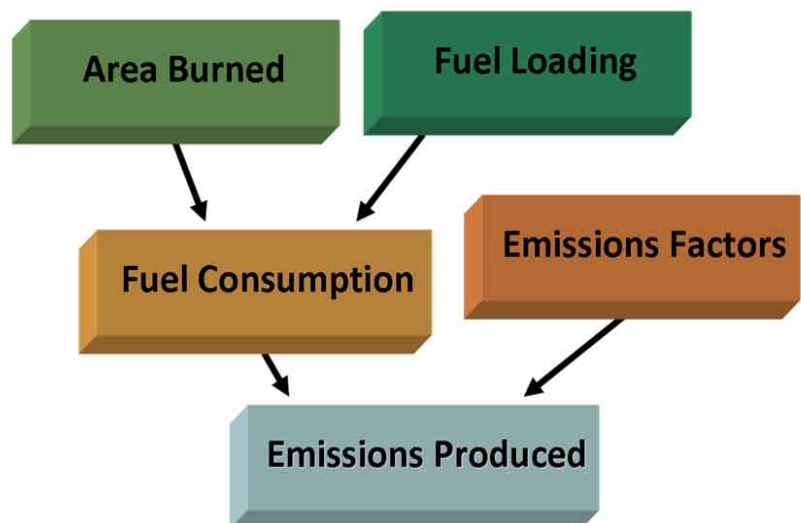 Area Burned
Fuel Loading
Emissions Factors
Fuel Consumption
Emissions Produced